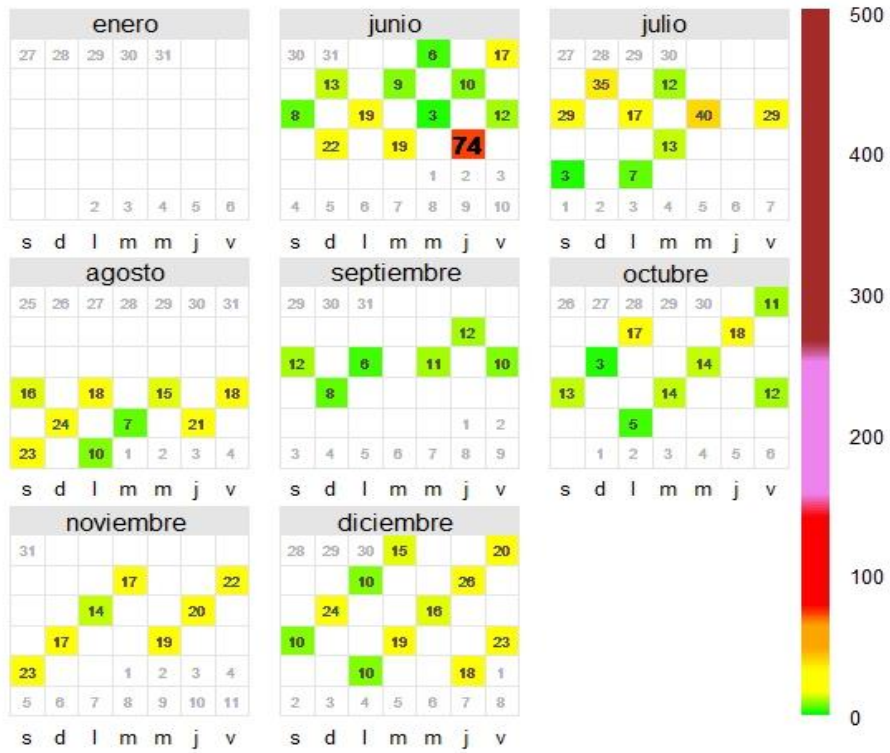 enero
27 28 29 30 31
2 3 4 5 6
s d l m m j v
junio
30 31 6 17
13 9 10
8 19 3 12
22 19 74
1 2 3
4 5 6 7 8 9 10
s d l m m j v
julio
27 28 29 30
35 12
29 17 40 29
13
3 7
1 2 3 4 5 6 7
s d l m m j v
agosto
25 26 27 28 29 30 31
16 18 15 18
24 7 21
23 10 1 2 3 4
s d l m m j v
septiembre
29 30 31
12
12 6 11 10
8
1 2
3 4 5 6 7 8 9
s d l m m j v
octubre
26 27 28 29 30 11
17 18
3 14
13 14 12
5
1 2 3 4 5 6
s d l m m j v
noviembre
31
17 22
14 20
17 19
23 1 2 3 4
5 6 7 8 9 10 11
s d l m m j v
diciembre
28 29 30 15 20
10 26
24 16
10 19 23
10 18 1
2 3 4 5 6 7 8
s d l m m j v
500
400
300
200
100
0